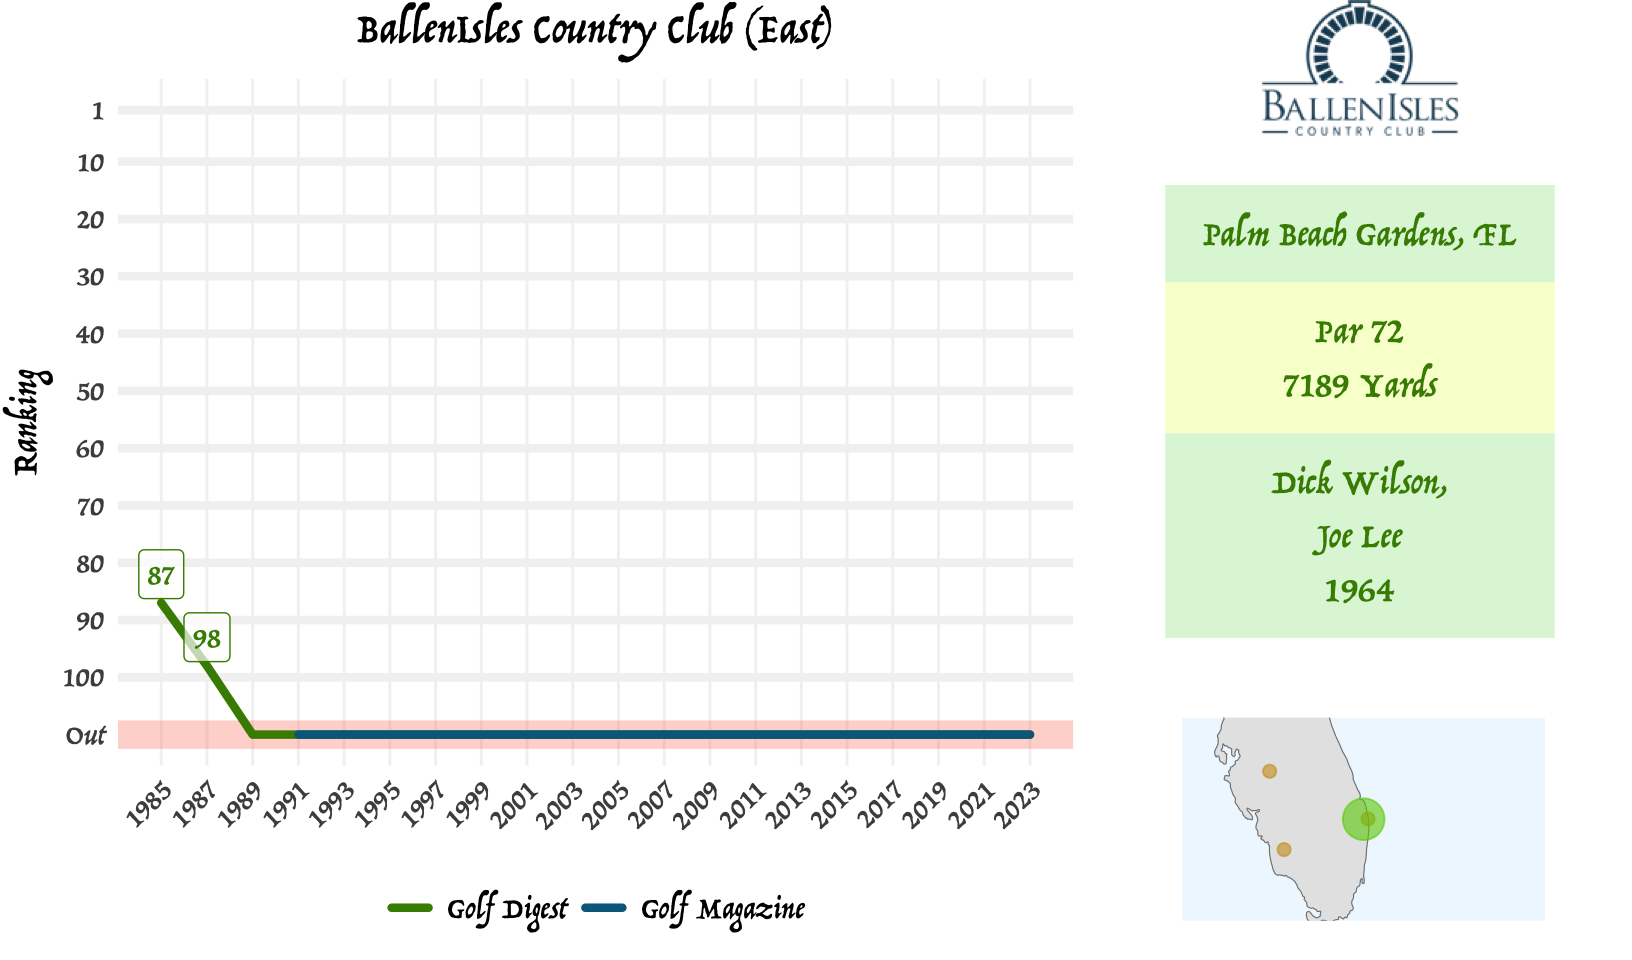 BallenIsles Country Club (East)
Ranking
1
10
20
30
40
50
60
70
80
90
100
Out
87
98
1985
1987
1989
1991
1993
1995
1997
1999
2001
2003
2005
2007
2009
2011
2013
2015
2017
2019
2021
2023
Golf Digest
Golf Magazine
BALLENISLES
COUNTRY CLUB
Palm Beach Gardens, FL
Par 72
7189 Yards
Dick Wilson,
Joe Lee
1964